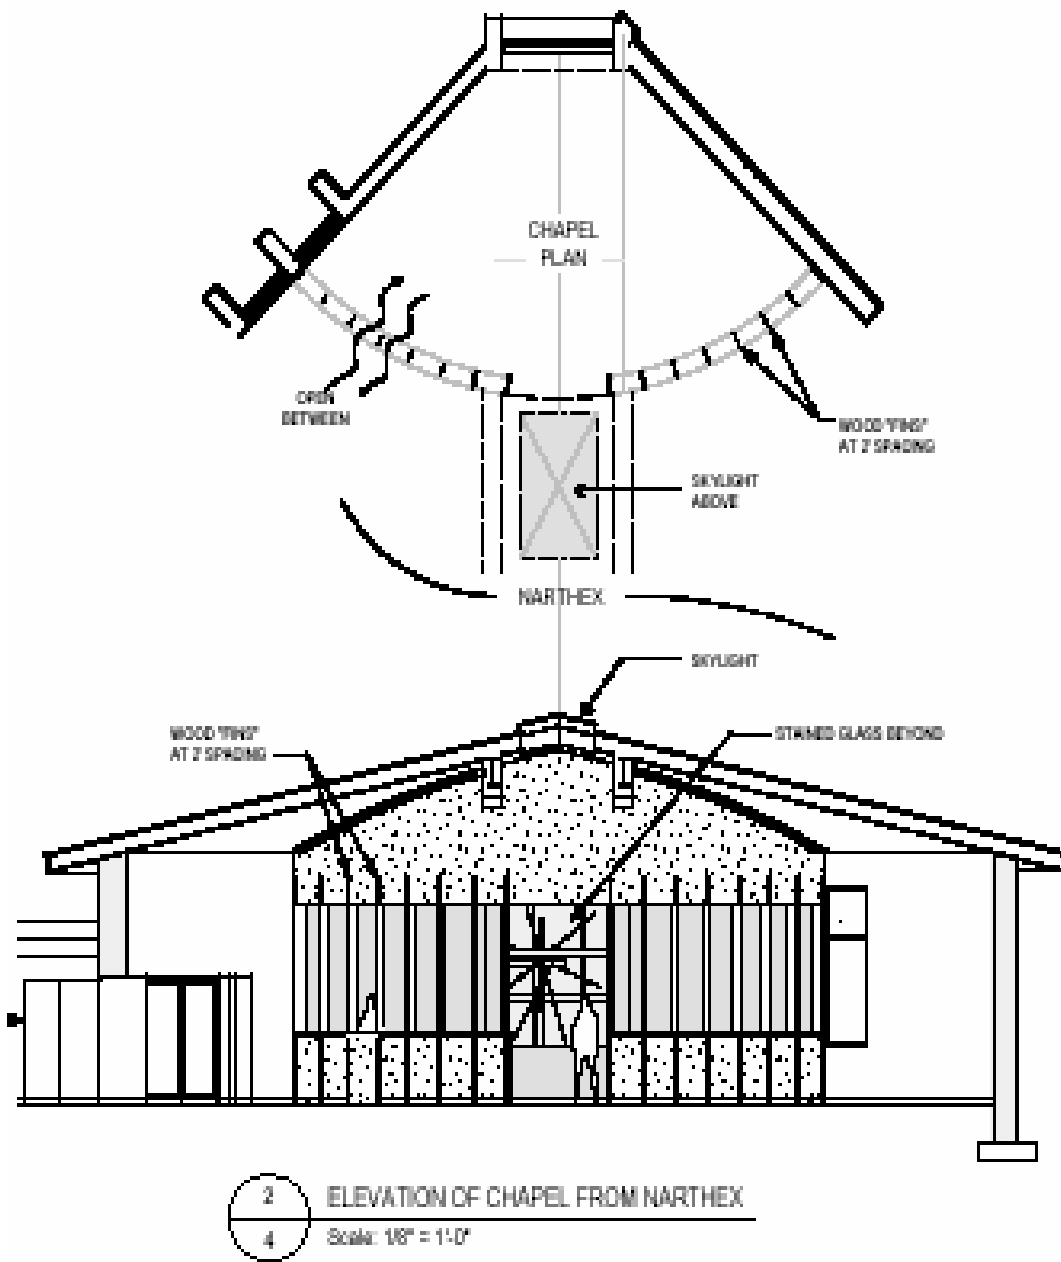 CHAPEL
PLAN
OPEN
BETWEEN
WOOD "FINS"
AT 2' SPACING
SKYLIGHT
ABOVE
NARTHEX
SKYLIGHT
WOOD "FINS"
AT 2' SPACING
STAINED GLASS BEYOND
2
ELEVATION OF CHAPEL FROM NARTHEX
4
Scale: 1/8" = 1'-0"